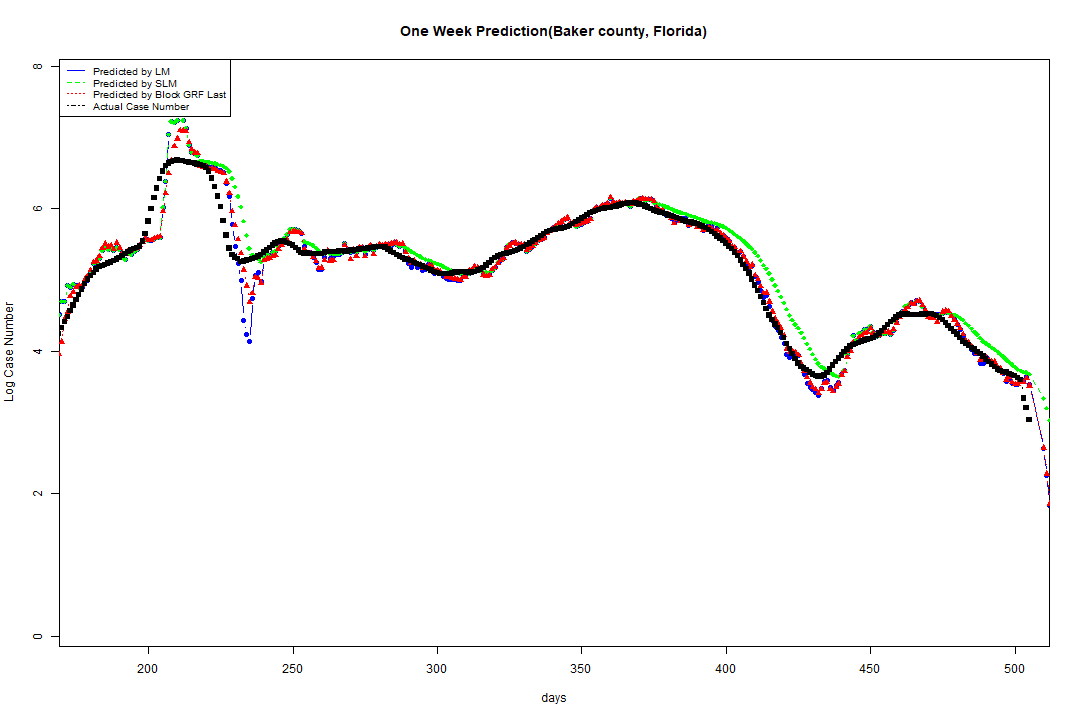 One Week Prediction(Baker county, Florida)
Predicted by LM
Predicted by SLM
Predicted by Block GRF Last
Actual Case Number
Log Case Number
8
6
4
2
0
200 250 300 350 400 450 500
days